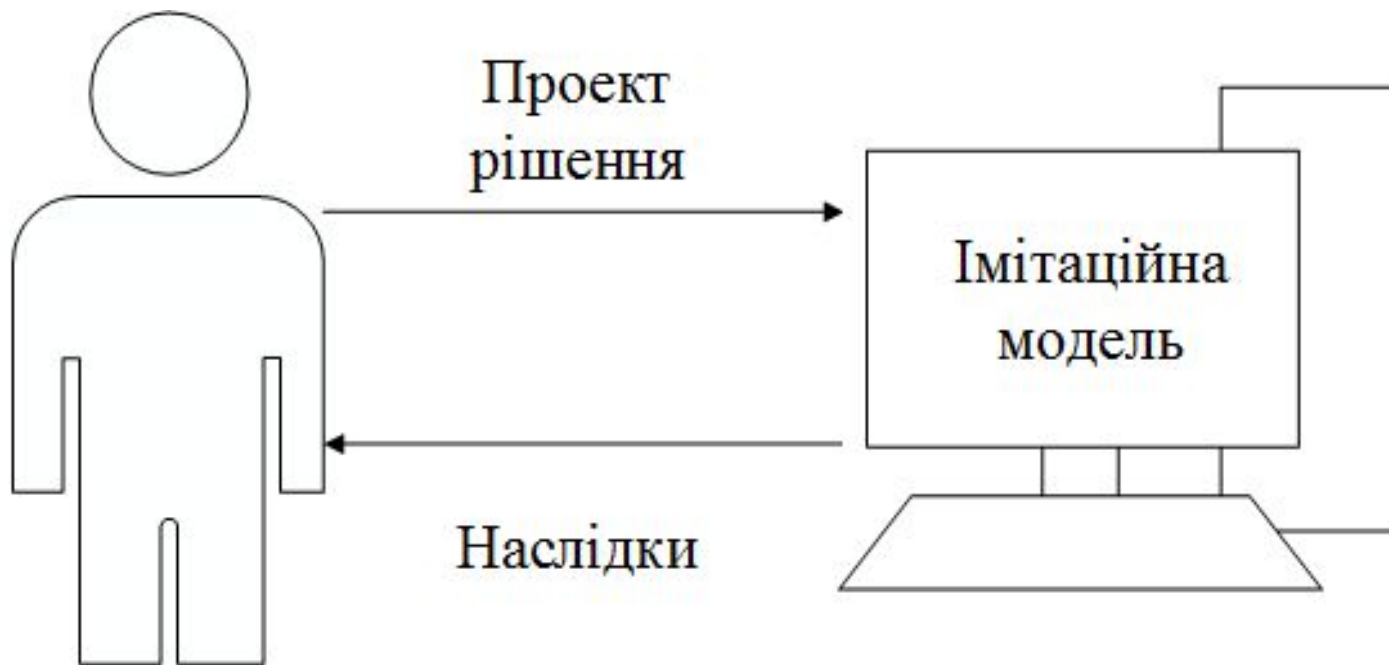 Проект
рішення
Імітаційна
модель
Наслідки